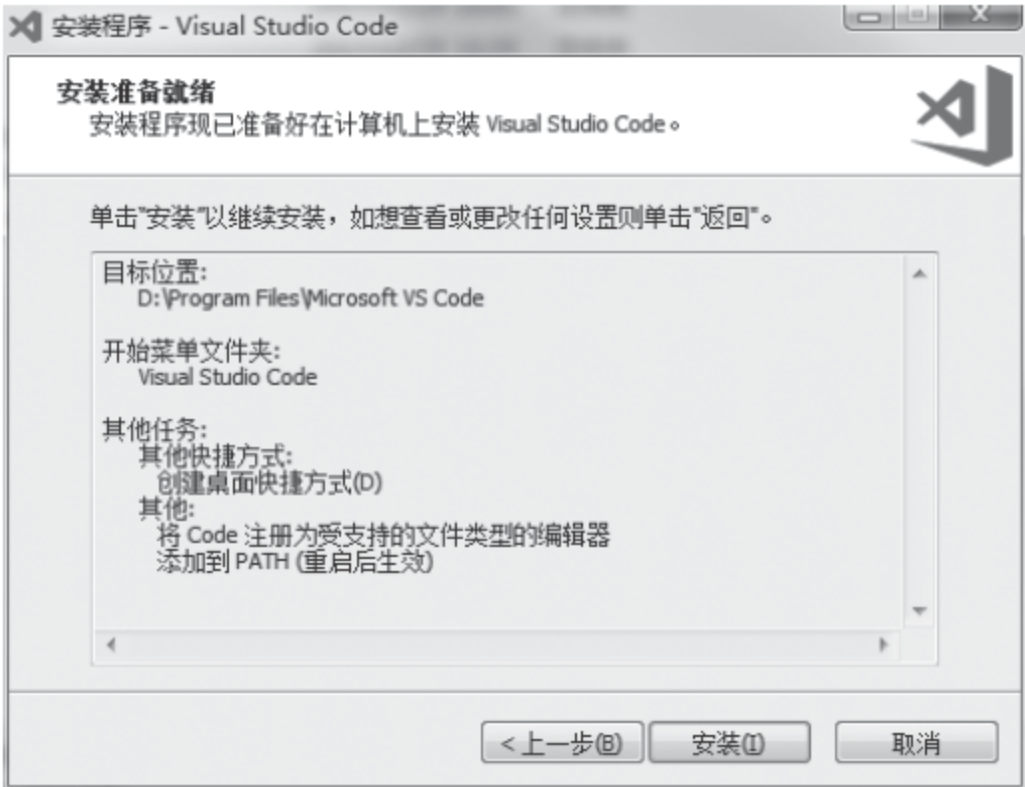 安装程序 - Visual Studio Code
安装准备就绪
安装程序现已准备好在计算机上安装 Visual Studio Code。
单击"安装"以继续安装，如想查看或更改任何设置则单击"返回"。
目标位置:
D:\Program Files\Microsoft VS Code
开始菜单文件夹:
Visual Studio Code
其他任务:
其他快捷方式:
创建桌面快捷方式(D)
其他:
将 Code 注册为受支持的文件类型的编辑器
添加到 PATH (重启后生效)
< 上一步(B) 安装(I) 取消